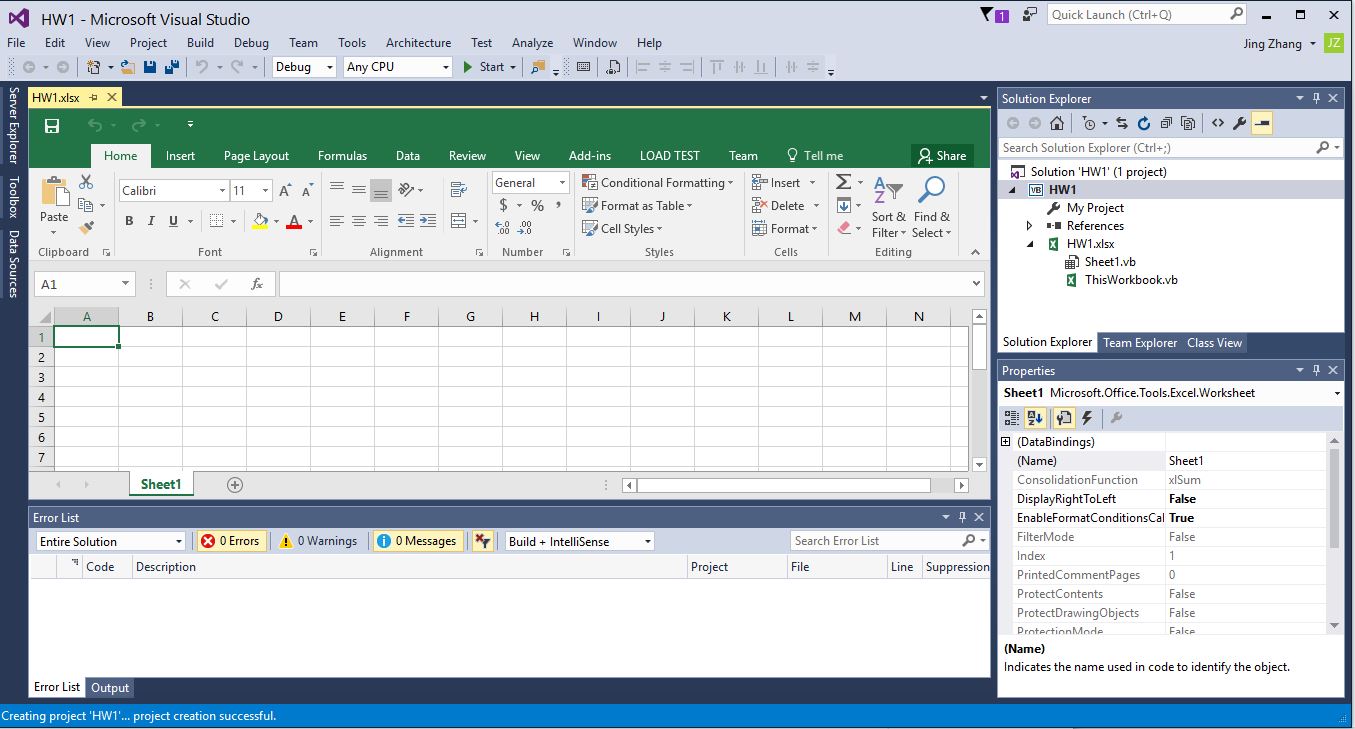 HW1 - Microsoft Visual Studio
1
Quick Launch (Ctrl+Q)
File Edit View Project Build Debug Team Tools Architecture Test Analyze Window Help
Jing Zhang JZ
Debug Any CPU Start
Server Explorer
Toolbox
Data Sources
HW1.xlsx
Home Insert Page Layout Formulas Data Review View Add-ins LOAD TEST Team Tell me Share
Paste
Clipboard
Calibri 11
B I U A
Font
Alignment
General
$ % ,
Number
Conditional Formatting
Format as Table
Cell Styles
Styles
Insert
Delete
Format
Cells
Sort & Filter
Find & Select
Editing
A1 fx
A B C D E F G H I J K L M N
1
2
3
4
5
6
7
Sheet1
Error List
Entire Solution 0 Errors 0 Warnings 0 Messages Build + IntelliSense Search Error List
Code Description Project File Line Suppression
Error List Output
Solution Explorer
Search Solution Explorer (Ctrl+;)
Solution 'HW1' (1 project)
VB HW1
My Project
References
HW1.xlsx
Sheet1.vb
ThisWorkbook.vb
Solution Explorer Team Explorer Class View
Properties
Sheet1 Microsoft.Office.Tools.Excel.Worksheet
(DataBindings)
(Name) Sheet1
ConsolidationFunction xlSum
DisplayRightToLeft False
EnableFormatConditionsCal True
FilterMode False
Index 1
PrintedCommentPages 0
ProtectContents False
ProtectDrawingObjects False
ProtectionMode False
(Name)
Indicates the name used in code to identify the object.
Creating project 'HW1'... project creation successful.